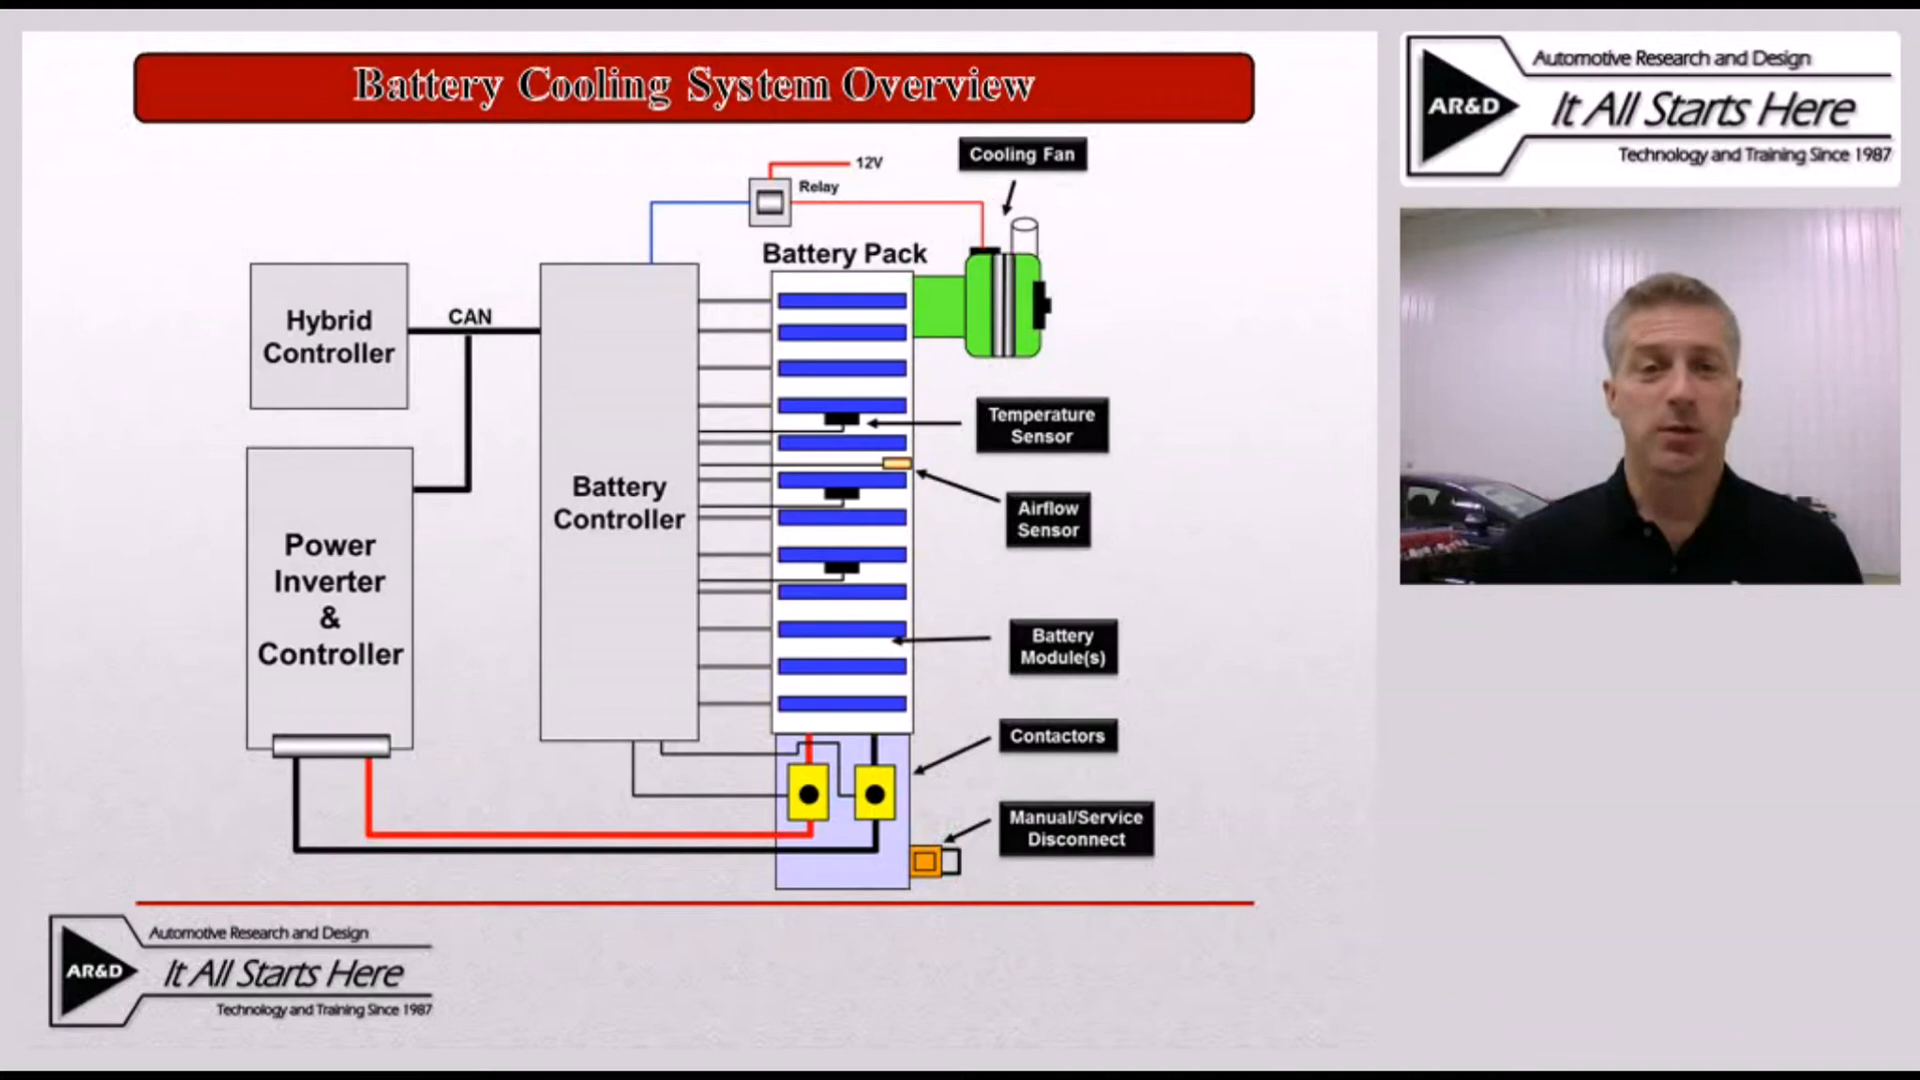 Battery Cooling System Overview
Automotive Research and Design
AR&D
It All Starts Here
Technology and Training Since 1987
12V
Relay
Cooling Fan
Battery Pack
Hybrid
Controller
CAN
Temperature
Sensor
Battery
Controller
Airflow
Sensor
Power
Inverter
&
Controller
Battery
Module(s)
Contactors
Manual/Service
Disconnect
Automotive Research and Design
AR&D
It All Starts Here
Technology and Training Since 1987